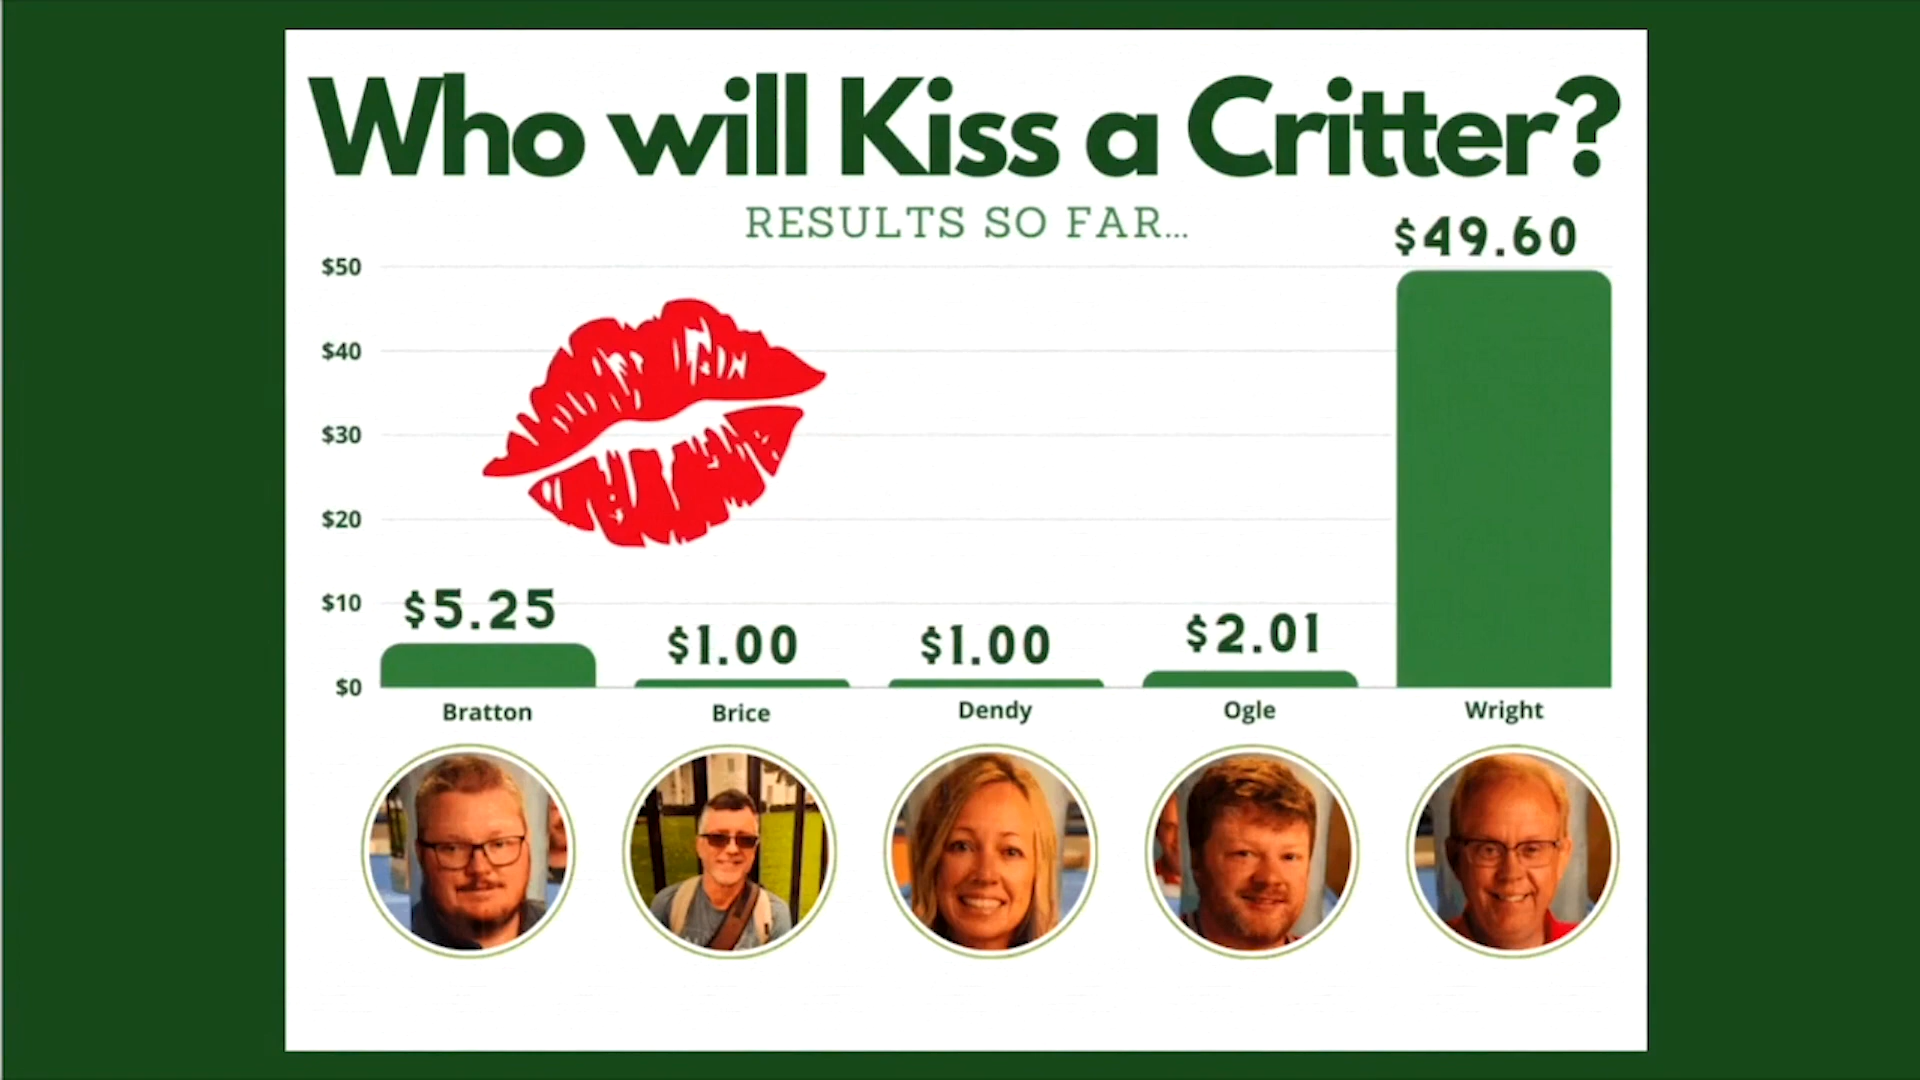 Who will Kiss a Critter?
RESULTS SO FAR...
$49.60
$50
$40
$30
$20
$10
$0
$5.25
$1.00
$1.00
$2.01
Bratton
Brice
Dendy
Ogle
Wright